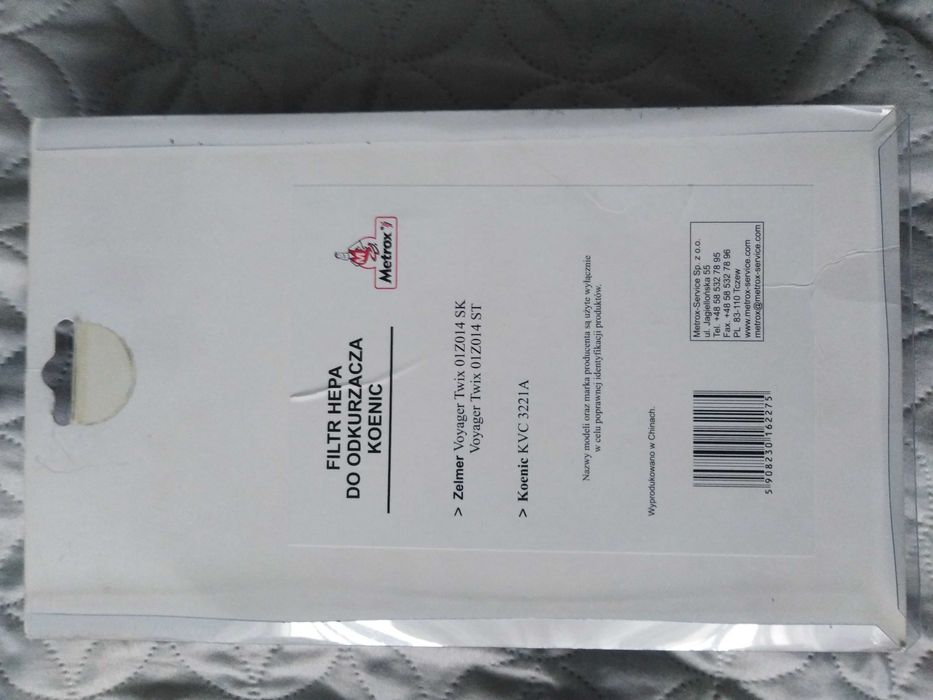 FILTR HEPA
DO ODKURZACZA
KOENIC
Metrox®
> Zelmer Voyager Twix 01Z014 SK
Voyager Twix 01Z014 ST
> Koenic KVC 3221A
Nazwy modeli oraz marka producenta są użyte wyłącznie
w celu poprawnej identyfikacji produktów.
Wyprodukowano w Chinach.
5 908230 162275
Metrox-Service Sp. z o.o.
ul. Jagiellońska 55
Tel. +48 58 532 78 95
Fax. +48 58 532 78 96
PL 83-110 Tczew
www.metrox-service.com
metrox@metrox-service.com